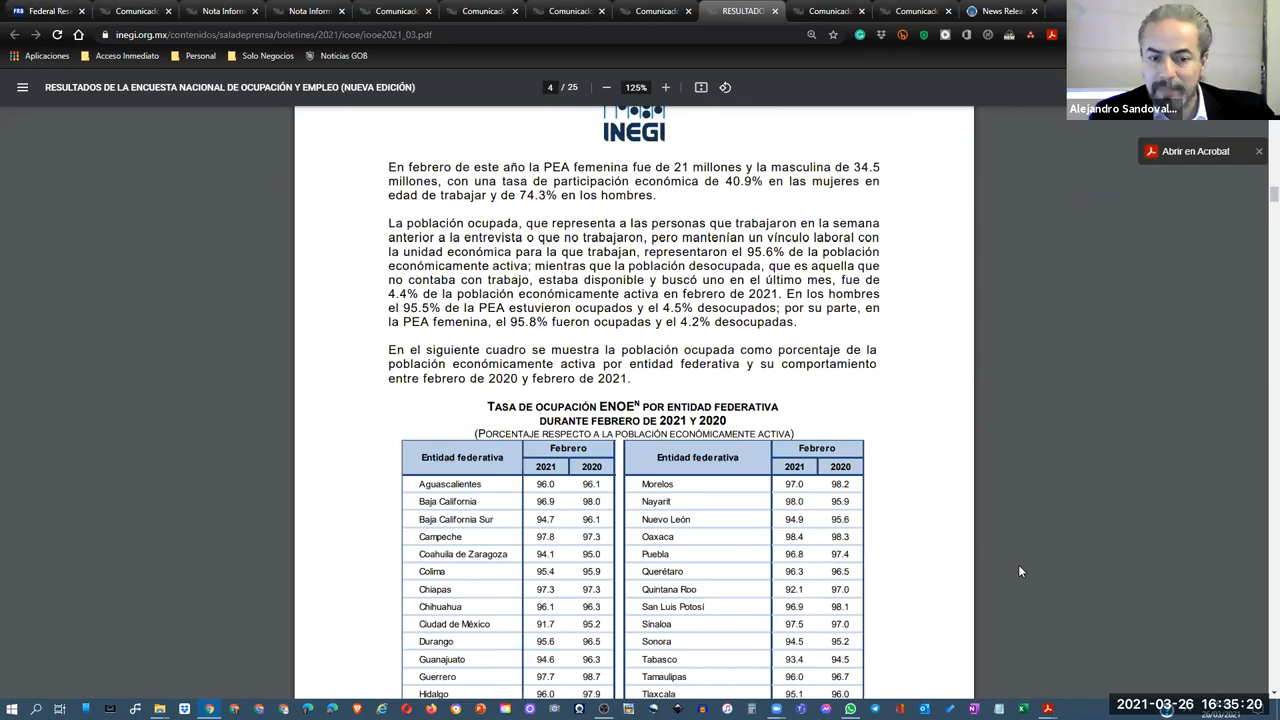 Federal Rese
Comunicado
Nota Inform
Nota Inform
Comunicado
Comunicado
Comunicado
Comunicado
RESULTADO
Comunicado
Comunicado
News Relea
inegi.org.mx/contenidos/saladeprensa/boletines/2021/iooe/iooe2021_03.pdf
Aplicaciones
Acceso Inmediato
Personal
Solo Negocios
Noticias GOB
RESULTADOS DE LA ENCUESTA NACIONAL DE OCUPACIÓN Y EMPLEO (NUEVA EDICIÓN)
4 / 25
125%
Alejandro Sandoval...
Abrir en Acrobat
INEGI
En febrero de este año la PEA femenina fue de 21 millones y la masculina de 34.5
millones, con una tasa de participación económica de 40.9% en las mujeres en
edad de trabajar y de 74.3% en los hombres.
La población ocupada, que representa a las personas que trabajaron en la semana
anterior a la entrevista o que no trabajaron, pero mantenían un vínculo laboral con
la unidad económica para la que trabajan, representaron el 95.6% de la población
económicamente activa; mientras que la población desocupada, que es aquella que
no contaba con trabajo, estaba disponible y buscó uno en el último mes, fue de
4.4% de la población económicamente activa en febrero de 2021. En los hombres
el 95.5% de la PEA estuvieron ocupados y el 4.5% desocupados; por su parte, en
la PEA femenina, el 95.8% fueron ocupadas y el 4.2% desocupadas.
En el siguiente cuadro se muestra la población ocupada como porcentaje de la
población económicamente activa por entidad federativa y su comportamiento
entre febrero de 2020 y febrero de 2021.
TASA DE OCUPACIÓN ENOEN POR ENTIDAD FEDERATIVA
DURANTE FEBRERO DE 2021 Y 2020
(PORCENTAJE RESPECTO A LA POBLACIÓN ECONÓMICAMENTE ACTIVA)
Entidad federativa Febrero Entidad federativa Febrero
2021 2020 2021 2020
Aguascalientes 96.0 96.1 Morelos 97.0 98.2
Baja California 96.9 98.0 Nayarit 98.0 95.9
Baja California Sur 94.7 96.1 Nuevo León 94.9 95.6
Campeche 97.8 97.3 Oaxaca 98.4 98.3
Coahuila de Zaragoza 94.1 95.0 Puebla 96.8 97.4
Colima 95.4 95.9 Querétaro 96.3 96.5
Chiapas 97.3 97.3 Quintana Roo 92.1 97.0
Chihuahua 96.1 96.3 San Luis Potosí 96.9 98.1
Ciudad de México 91.7 95.2 Sinaloa 97.5 97.0
Durango 95.6 96.5 Sonora 94.5 95.2
Guanajuato 94.6 96.3 Tabasco 93.4 94.5
Guerrero 97.7 98.7 Tamaulipas 96.0 96.7
Hidalgo 96.0 97.9 Tlaxcala 95.1 96.0
2021-03-26 16:35:20